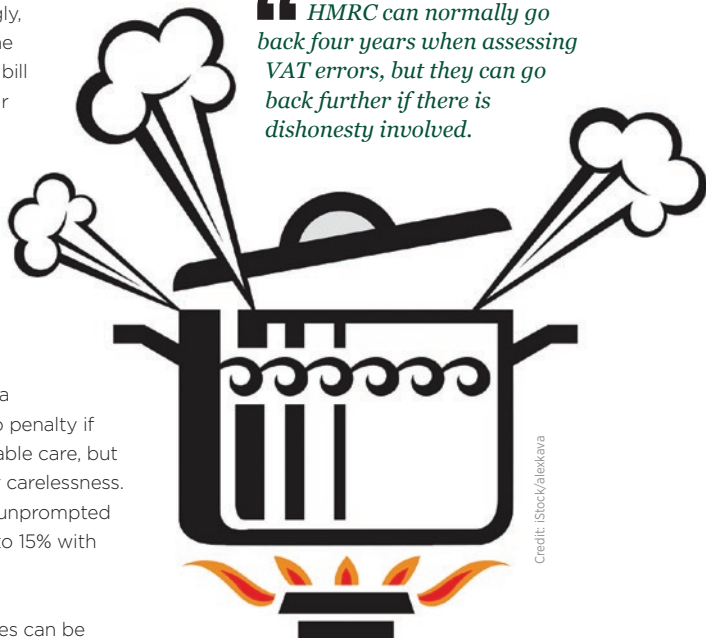 gly,
bill
r
“ HMRC can normally go
back four years when assessing
VAT errors, but they can go
back further if there is
dishonesty involved.
a
penalty if
able care, but
carelessness.
unprompted
to 15% with
es can be
Credit: iStock/alexkava